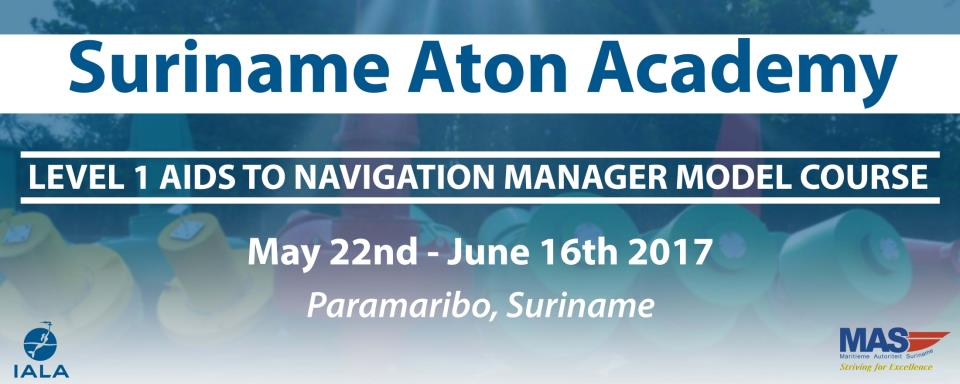 Suriname Aton Academy
LEVEL 1 AIDS TO NAVIGATION MANAGER MODEL COURSE
May 22nd - June 16th 2017
Paramaribo, Suriname
IALA
MAS
Maritieme Autoriteit Suriname
Striving for Excellence